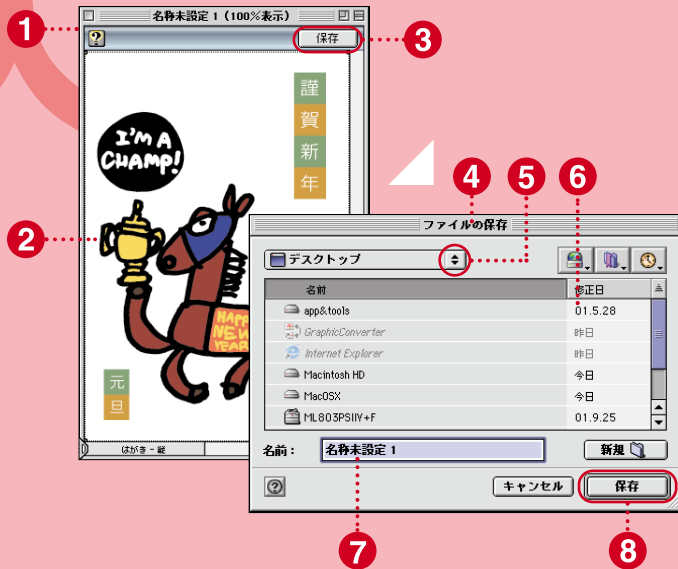 1
名称未設定 1 (100%表示)
?
保存
3
謹
賀
新
年
I'M A
CHAMP!
2
HAPPY
NEW
YEAR
元
旦
はがき - 縦
4
5
6
ファイルの保存
デスクトップ
名前
修正日
app&tools
01.5.28
GraphicConverter
昨日
Internet Explorer
昨日
Macintosh HD
今日
MacOSX
今日
ML803PSIIV+F
01.9.25
名前：
名称未設定 1
新規
?
キャンセル
保存
7
8